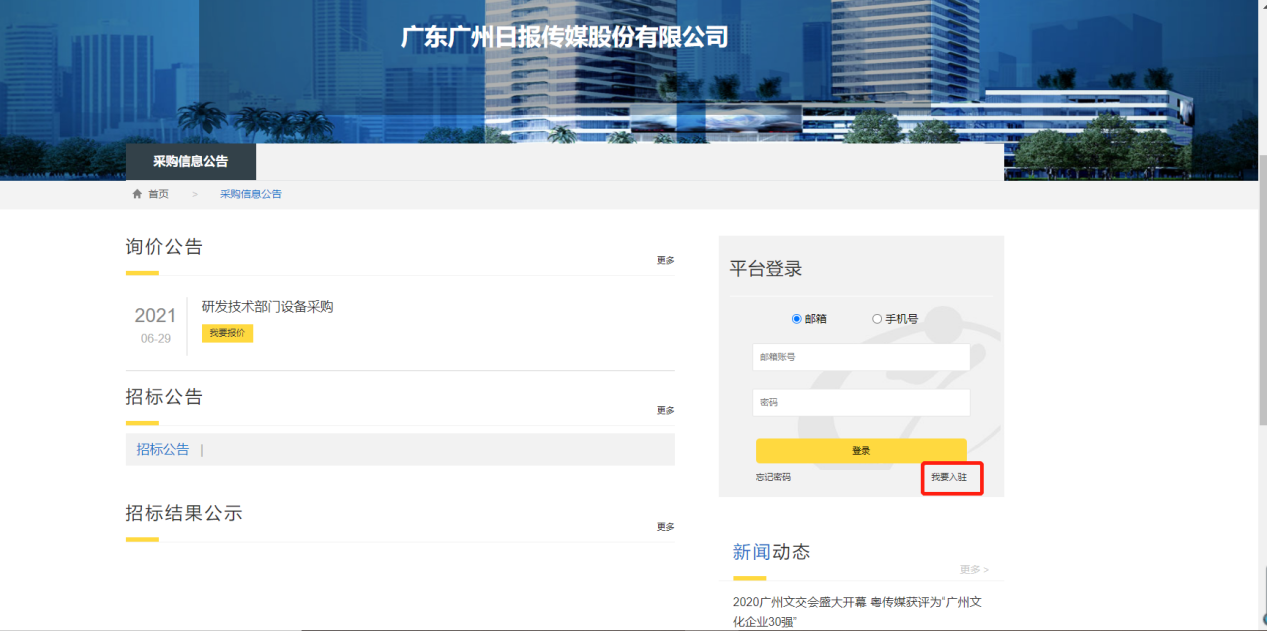 广东广州日报传媒股份有限公司
采购信息公告
首页 > 采购信息公告
询价公告
更多
2021
06-29
研发技术部门设备采购
我要报价
招标公告
更多
招标公告 |
招标结果公示
更多
平台登录
邮箱 手机号
邮箱账号
密码
登录
忘记密码 我要入驻
新闻动态
更多 >
2020广州文交会盛大开幕 粤传媒获评为“广州文
化企业30强”